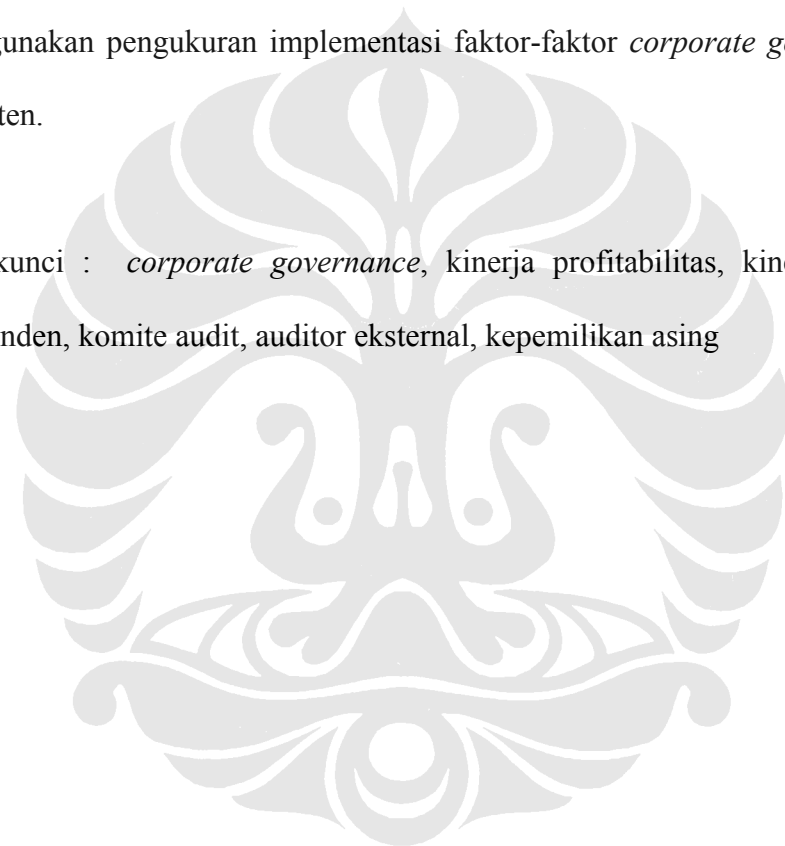 gunakan pengukuran implementasi faktor-faktor corporate g
ten.
kunci : corporate governance, kinerja profitabilitas, kin
nden, komite audit, auditor eksternal, kepemilikan asing